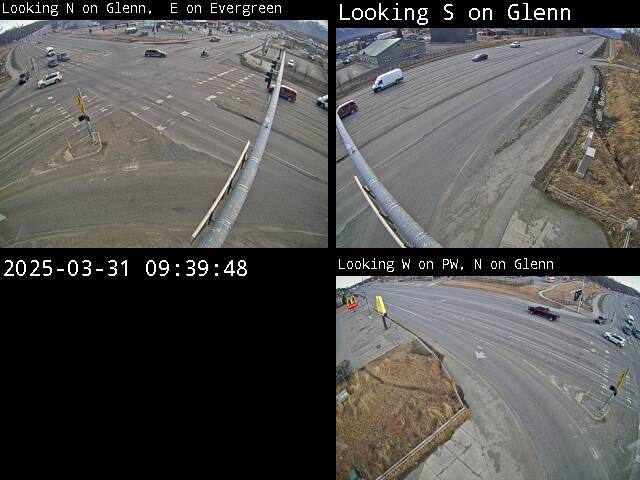 Looking N on Glenn,  E on Evergreen
Looking S on Glenn
2025-03-31 09:39:48
Looking W on PW, N on Glenn